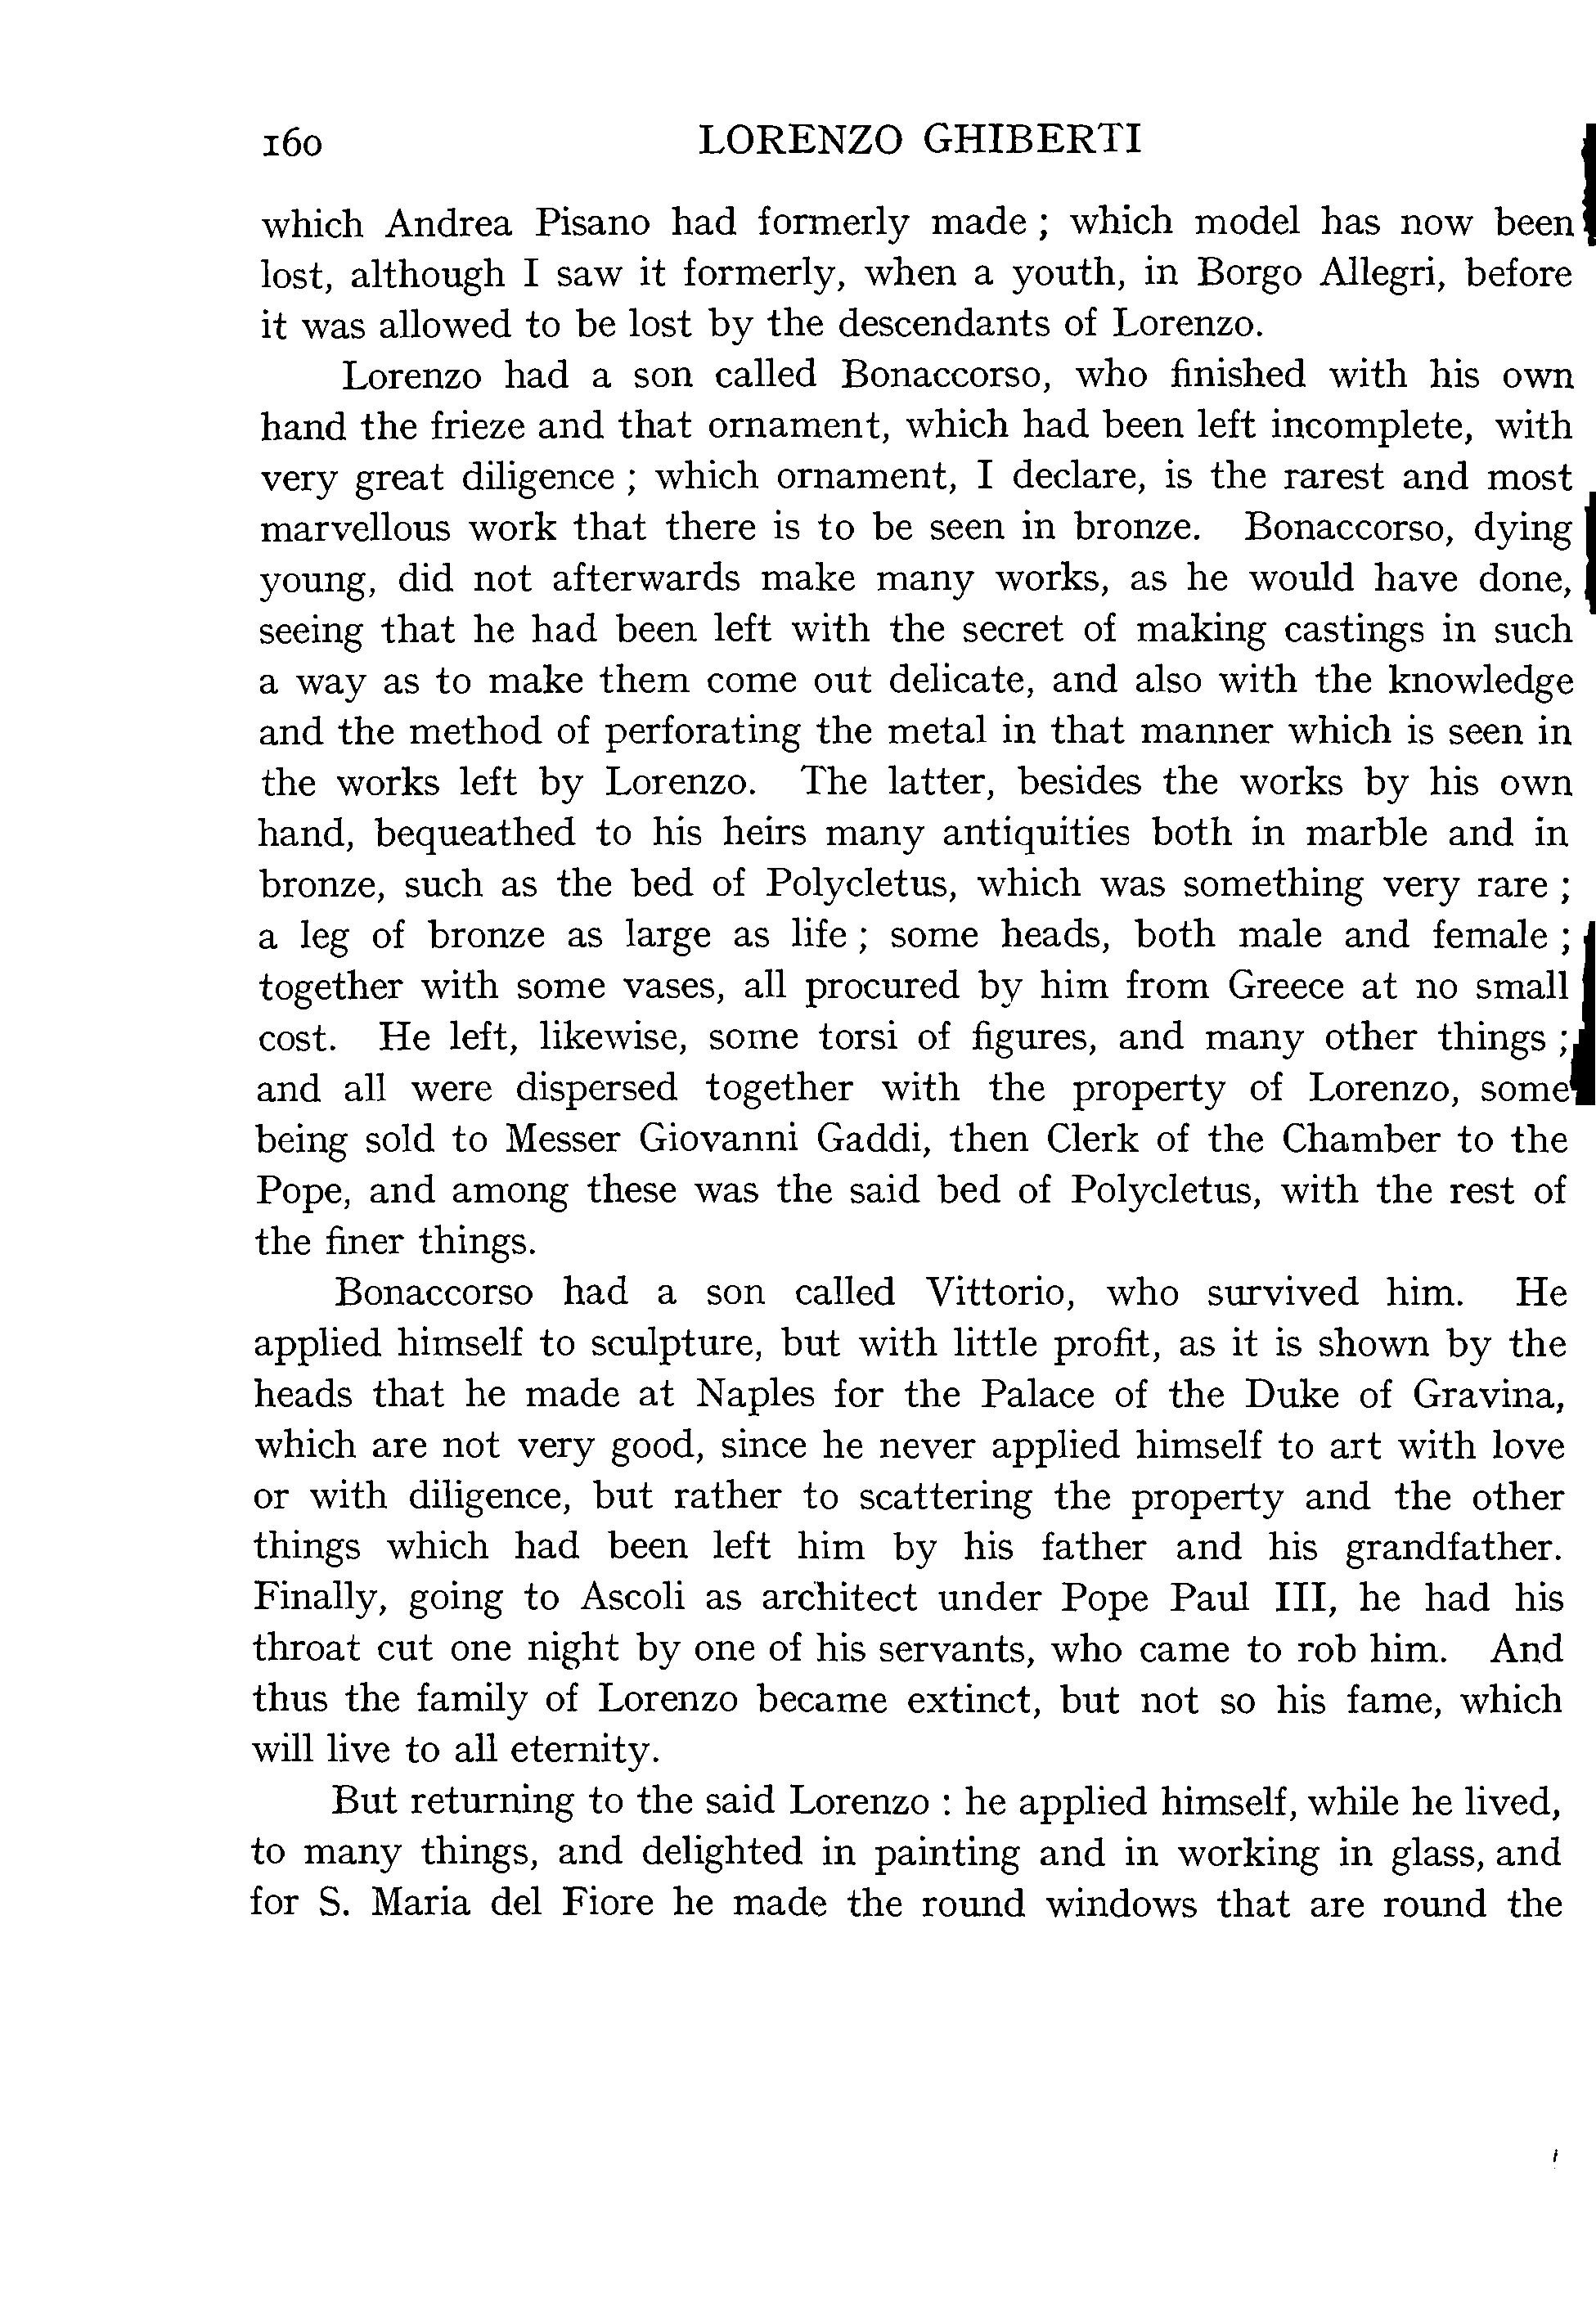 160 LORENZO GHIBERTI
which Andrea Pisano had formerly made ; which model has now been
lost, although I saw it formerly, when a youth, in Borgo Allegri, before
it was allowed to be lost by the descendants of Lorenzo.
Lorenzo had a son called Bonaccorso, who finished with his own
hand the frieze and that ornament, which had been left incomplete, with
very great diligence ; which ornament, I declare, is the rarest and most
marvellous work that there is to be seen in bronze. Bonaccorso, dying
young, did not afterwards make many works, as he would have done,
seeing that he had been left with the secret of making castings in such
a way as to make them come out delicate, and also with the knowledge
and the method of perforating the metal in that manner which is seen in
the works left by Lorenzo. The latter, besides the works by his own
hand, bequeathed to his heirs many antiquities both in marble and in
bronze, such as the bed of Polycletus, which was something very rare ;
a leg of bronze as large as life ; some heads, both male and female ;
together with some vases, all procured by him from Greece at no small
cost. He left, likewise, some torsi of figures, and many other things ;
and all were dispersed together with the property of Lorenzo, some
being sold to Messer Giovanni Gaddi, then Clerk of the Chamber to the
Pope, and among these was the said bed of Polycletus, with the rest of
the finer things.
Bonaccorso had a son called Vittorio, who survived him. He
applied himself to sculpture, but with little profit, as it is shown by the
heads that he made at Naples for the Palace of the Duke of Gravina,
which are not very good, since he never applied himself to art with love
or with diligence, but rather to scattering the property and the other
things which had been left him by his father and his grandfather.
Finally, going to Ascoli as architect under Pope Paul III, he had his
throat cut one night by one of his servants, who came to rob him. And
thus the family of Lorenzo became extinct, but not so his fame, which
will live to all eternity.
But returning to the said Lorenzo : he applied himself, while he lived,
to many things, and delighted in painting and in working in glass, and
for S. Maria del Fiore he made the round windows that are round the